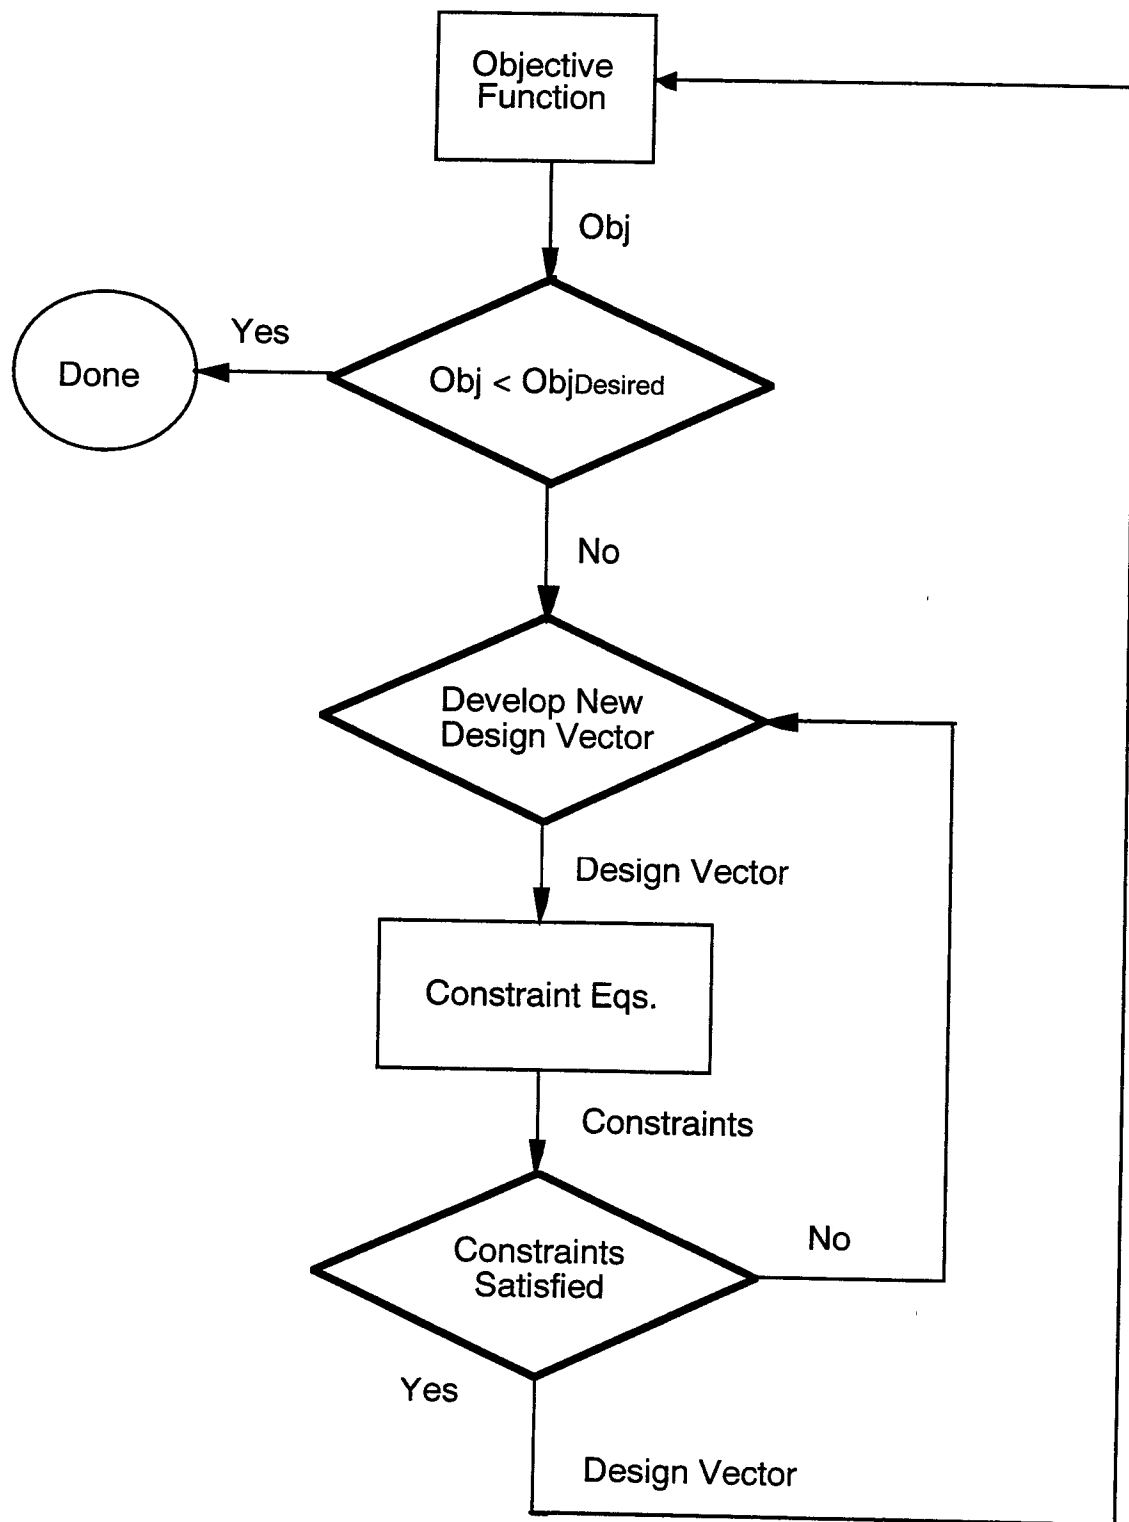 Objective
Function
Obj
Yes
Done
Obj < ObjDesired
No
Develop New
Design Vector
Design Vector
Constraint Eqs.
Constraints
Constraints
Satisfied
No
Yes
Design Vector